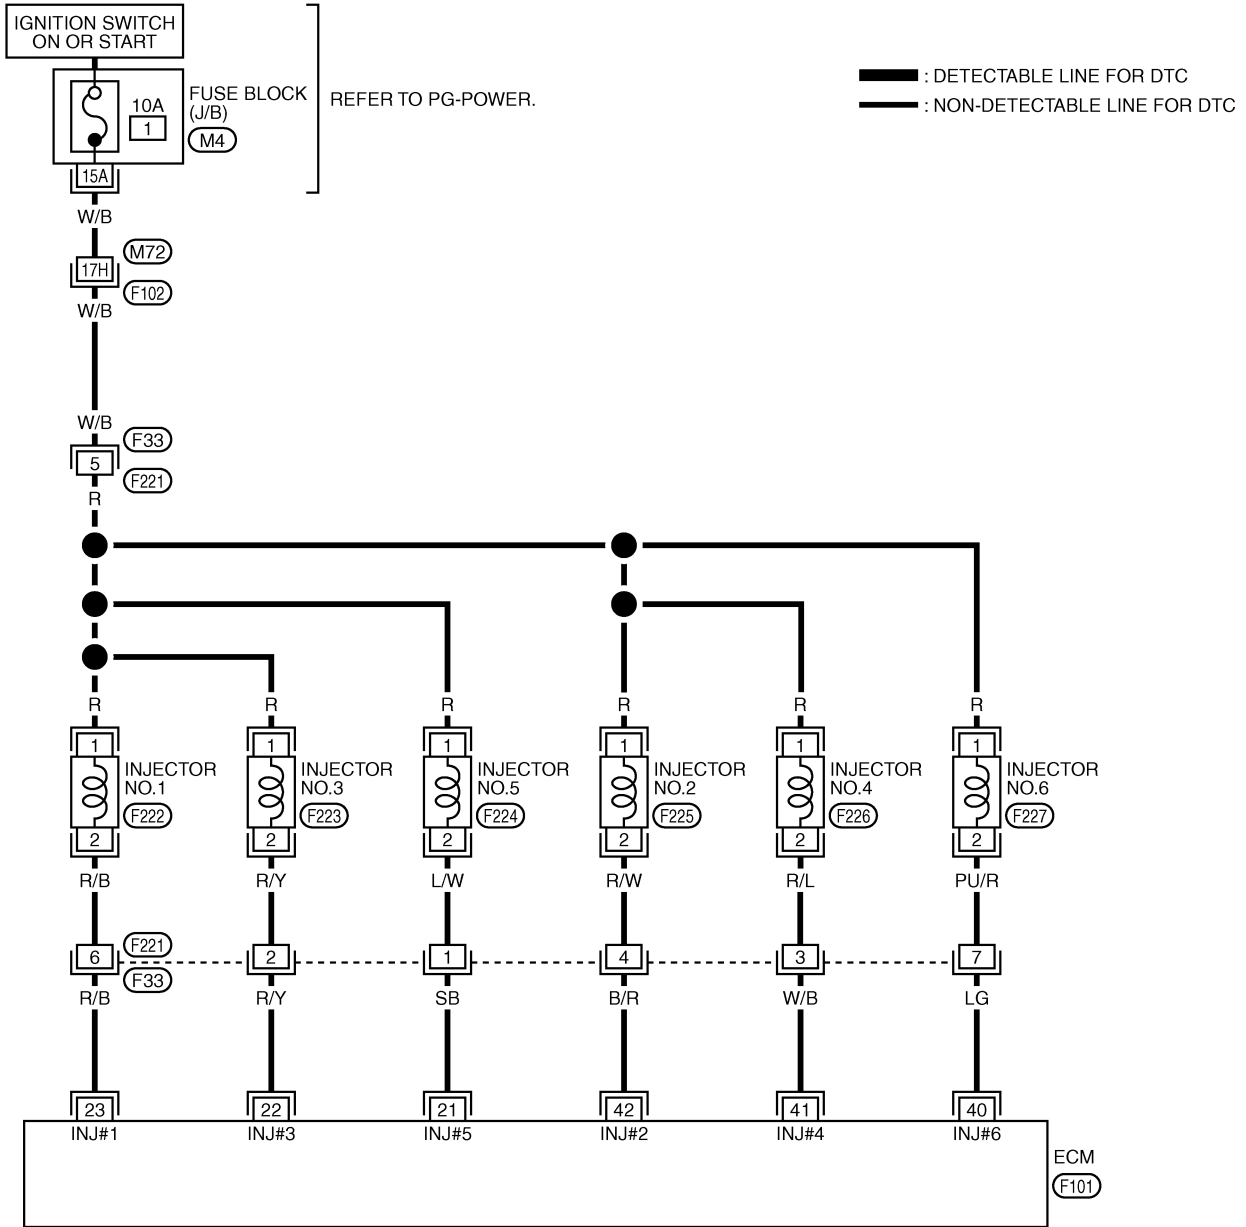 IGNITION SWITCH
ON OR START
FUSE BLOCK
(J/B)
10A
1
M4
REFER TO PG-POWER.
: DETECTABLE LINE FOR DTC
: NON-DETECTABLE LINE FOR DTC
15A
W/B
M72
17H
F102
W/B
W/B
F33
5
F221
R
R R R R R R
1 1 1 1 1 1
INJECTOR NO.1 F222
INJECTOR NO.3 F223
INJECTOR NO.5 F224
INJECTOR NO.2 F225
INJECTOR NO.4 F226
INJECTOR NO.6 F227
2 2 2 2 2 2
R/B R/Y L/W R/W R/L PU/R
F221
6 2 1 4 3 7
F33
R/B R/Y SB B/R W/B LG
23 22 21 42 41 40
INJ#1 INJ#3 INJ#5 INJ#2 INJ#4 INJ#6
ECM
F101